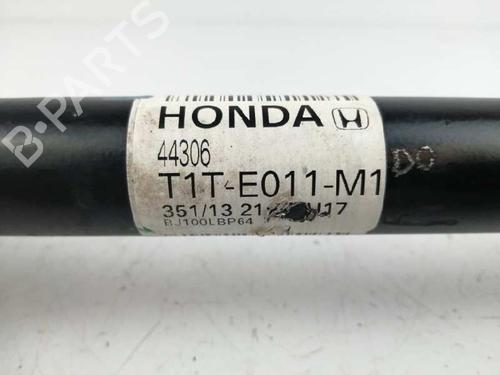 B-PARTS
HONDA
44306
T1T-E011-M1
351/13 21
BJ100LBP64